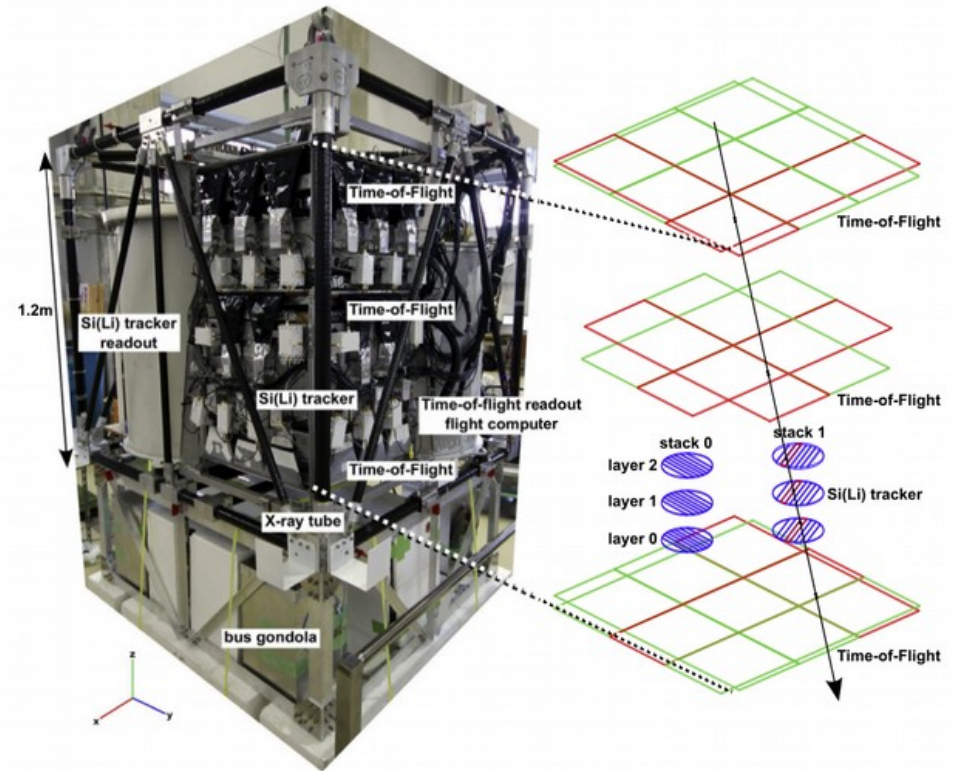 Time-of-Flight
Time-of-Flight
1.2m
Si(Li) tracker
readout
Si(Li) tracker
Time-of-flight readout
flight computer
Time-of-Flight
X-ray tube
bus gondola
z
x
y
Time-of-Flight
Time-of-Flight
stack 0
stack 1
layer 2
layer 1
Si(Li) tracker
layer 0
Time-of-Flight